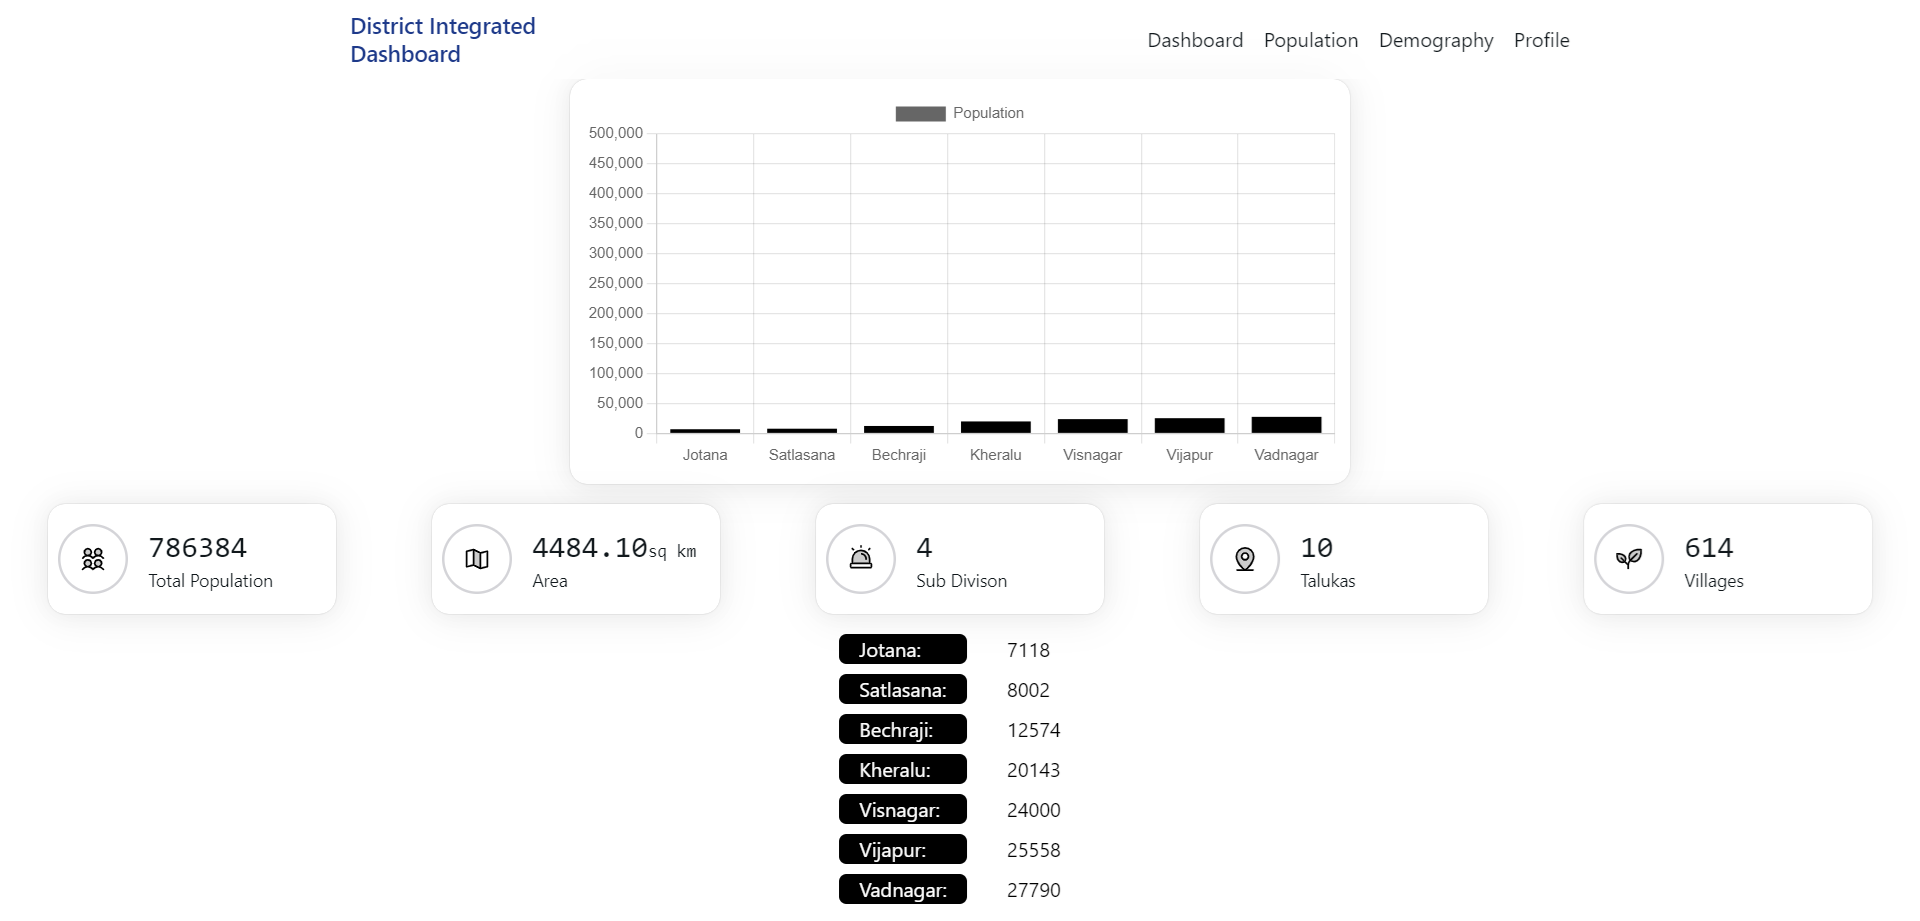 District Integrated
Dashboard
Dashboard Population Demography Profile
Population
500,000
450,000
400,000
350,000
300,000
250,000
200,000
150,000
100,000
50,000
0
Jotana Satlasana Bechraji Kheralu Visnagar Vijapur Vadnagar
786384
Total Population
4484.10sq km
Area
4
Sub Divison
10
Talukas
614
Villages
Jotana: 7118
Satlasana: 8002
Bechraji: 12574
Kheralu: 20143
Visnagar: 24000
Vijapur: 25558
Vadnagar: 27790